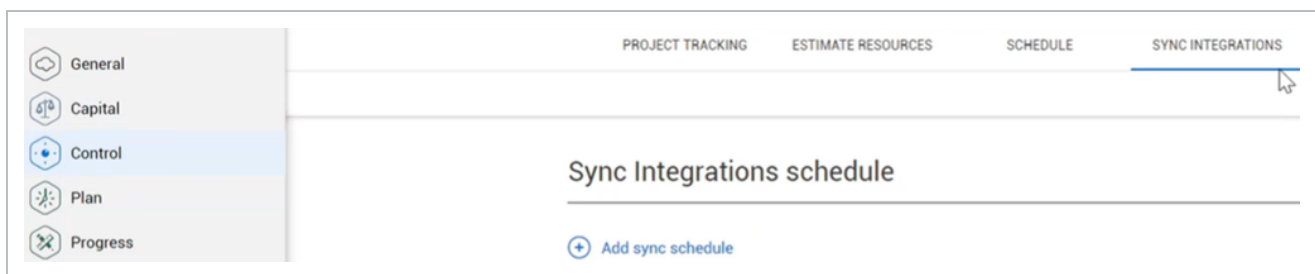 General
Capital
Control
Plan
Progress
PROJECT TRACKING ESTIMATE RESOURCES SCHEDULE SYNC INTEGRATIONS
Sync Integrations schedule
Add sync schedule